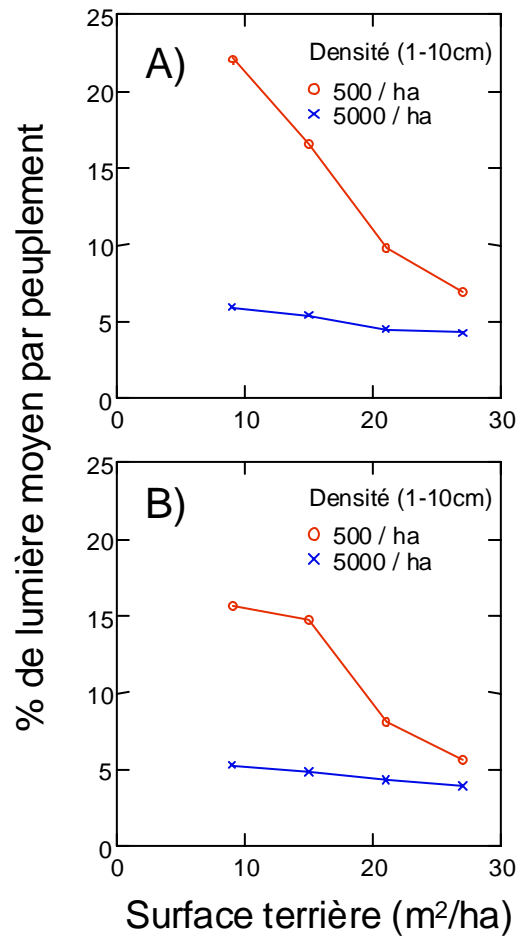 % de lumière moyen par peuplement
A)
Densité (1-10cm)
500 / ha
5000 / ha
25
20
15
10
5
0
0 10 20 30
B)
Densité (1-10cm)
500 / ha
5000 / ha
25
20
15
10
5
0
0 10 20 30
Surface terrière (m²/ha)